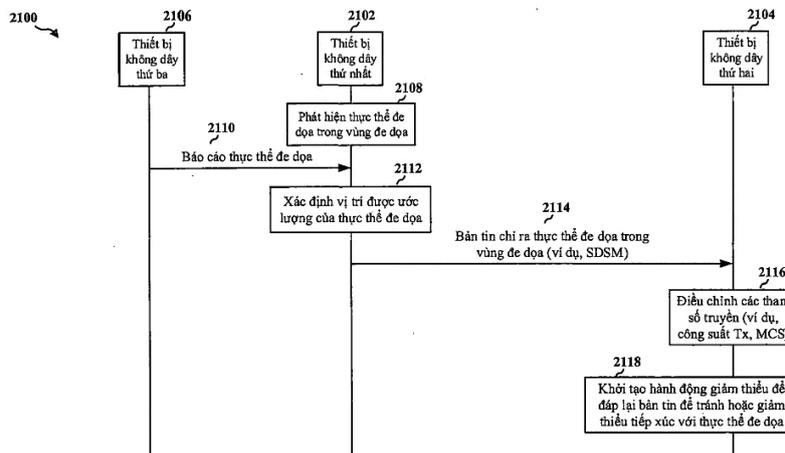 2100
2106
2102
2104
Thiết bị
không dây
thứ ba
Thiết bị
không dây
thứ nhất
Thiết bị
không dây
thứ hai
2108
Phát hiện thực thể đe
dọa trong vùng đe dọa
2110
Báo cáo thực thể đe dọa
2112
Xác định vị trí được ước
lượng của thực thể đe dọa
2114
Bản tin chỉ ra thực thể đe dọa trong
vùng đe dọa (ví dụ, SDSM)
2116
Điều chỉnh các tham
số truyền (ví dụ,
công suất Tx, MCS)
2118
Khởi tạo hành động giảm thiểu để
đáp lại bản tin để tránh hoặc giảm
thiểu tiếp xúc với thực thể đe dọa